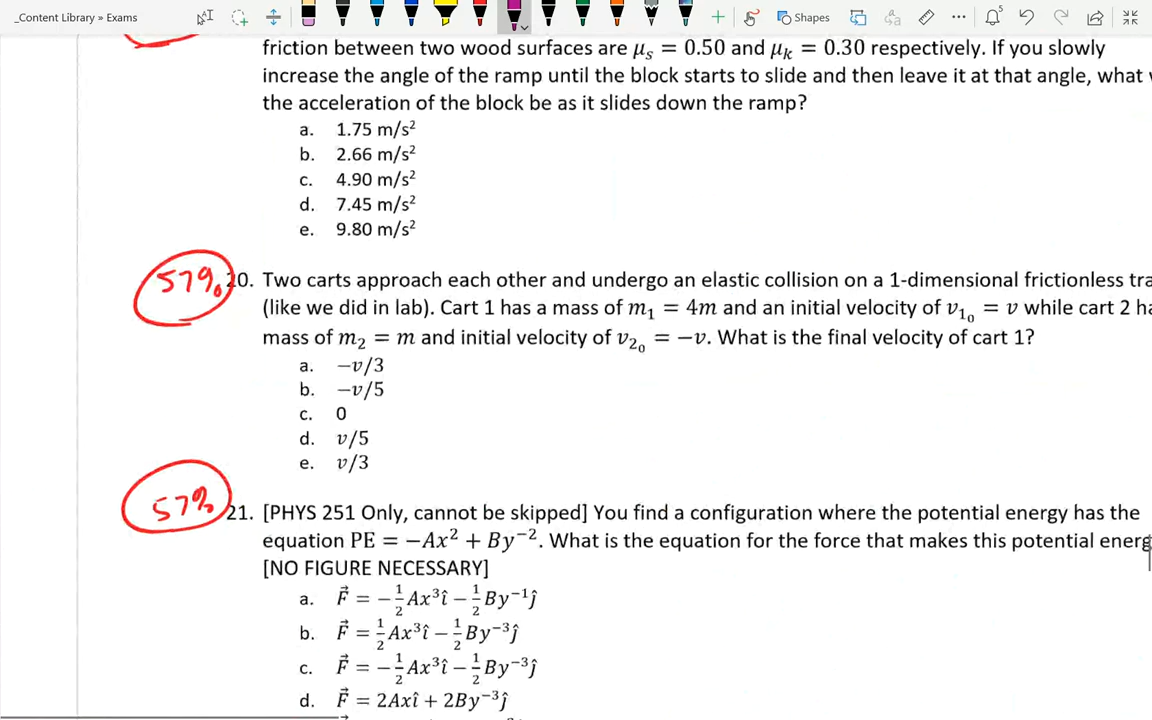 _Content Library » Exams
Shapes
5
friction between two wood surfaces are μₛ = 0.50 and μₖ = 0.30 respectively. If you slowly
increase the angle of the ramp until the block starts to slide and then leave it at that angle, what
the acceleration of the block be as it slides down the ramp?
a. 1.75 m/s²
b. 2.66 m/s²
c. 4.90 m/s²
d. 7.45 m/s²
e. 9.80 m/s²
57%
20. Two carts approach each other and undergo an elastic collision on a 1-dimensional frictionless tra
(like we did in lab). Cart 1 has a mass of m₁ = 4m and an initial velocity of v₁₀ = v while cart 2 ha
mass of m₂ = m and initial velocity of v₂₀ = −v. What is the final velocity of cart 1?
a. −v/3
b. −v/5
c. 0
d. v/5
e. v/3
57%
21. [PHYS 251 Only, cannot be skipped] You find a configuration where the potential energy has the
equation PE = −Ax² + By⁻². What is the equation for the force that makes this potential energ
[NO FIGURE NECESSARY]
a. F⃗ = −½Ax³î − ½By⁻¹ĵ
b. F⃗ = ½Ax³î − ½By⁻³ĵ
c. F⃗ = −½Ax³î − ½By⁻³ĵ
d. F⃗ = 2Axî + 2By⁻³ĵ